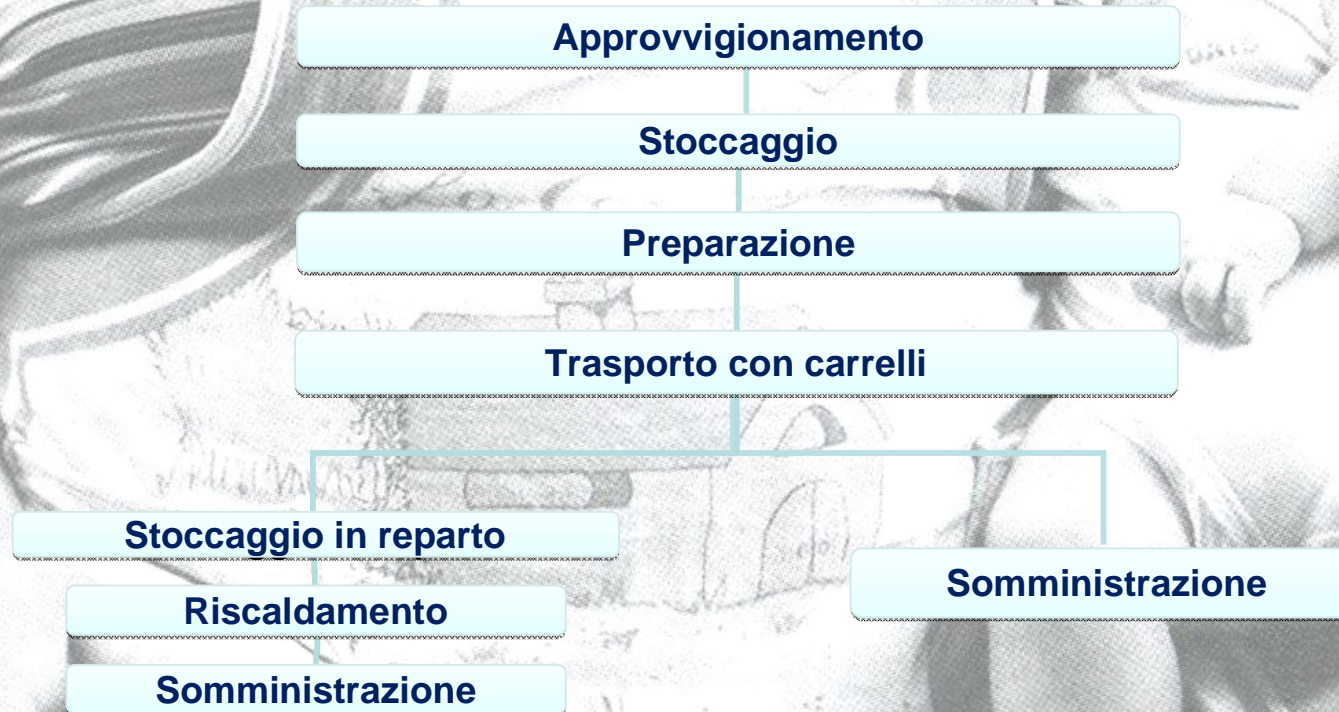 Approvvigionamento
Stoccaggio
Preparazione
Trasporto con carrelli
Stoccaggio in reparto
Riscaldamento
Somministrazione
Somministrazione